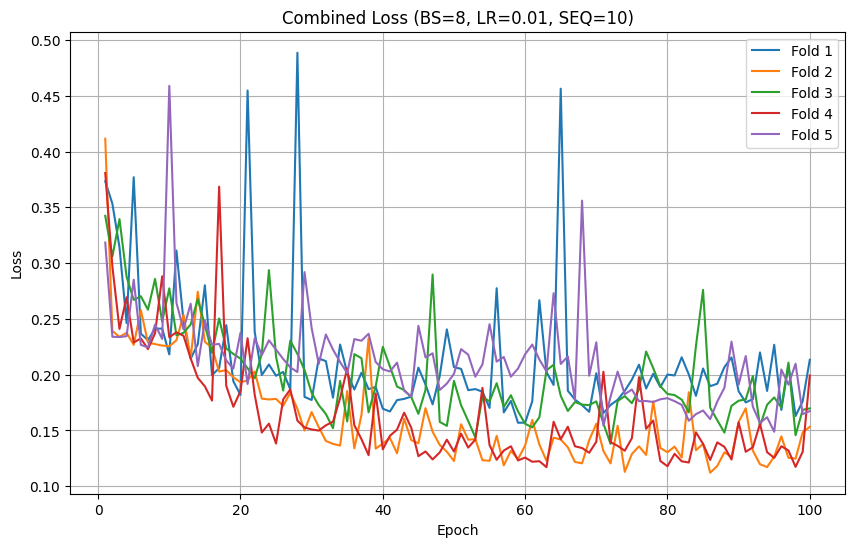 Combined Loss (BS=8, LR=0.01, SEQ=10)
Fold 1
Fold 2
Fold 3
Fold 4
Fold 5
Loss
0.50
0.45
0.40
0.35
0.30
0.25
0.20
0.15
0.10
0
20
40
60
80
100
Epoch